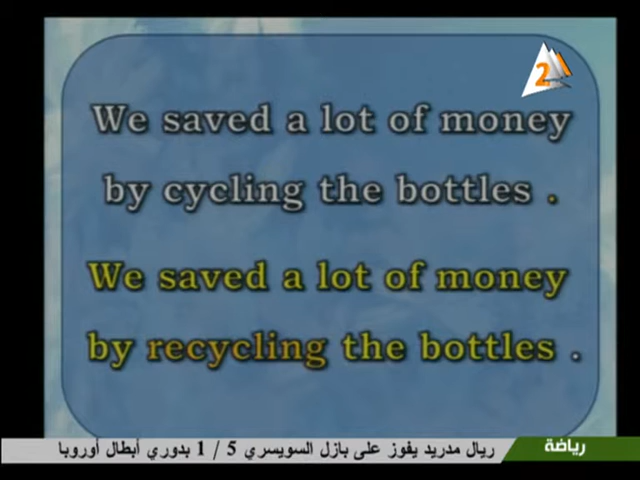 2
We saved a lot of money
by cycling the bottles .
We saved a lot of money
by recycling the bottles .
رياضة
ريال مدريد يفوز على بازل السويسري 5 / 1 بدوري أبطال أوروبا